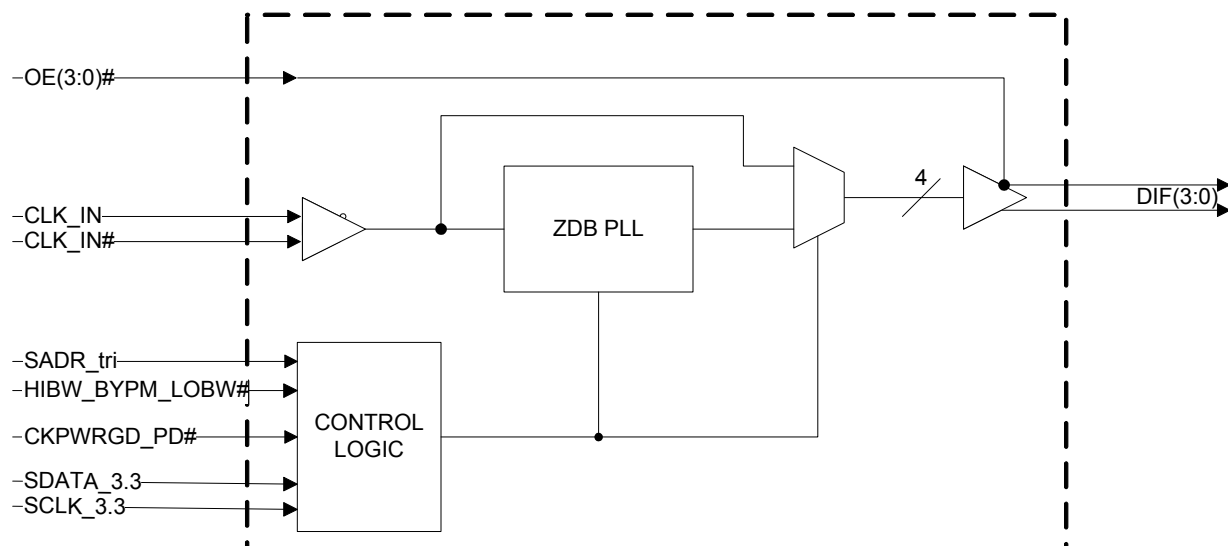 OE(3:0)#
4
DIF(3:0)
CLK_IN
CLK_IN#
ZDB PLL
SADR_tri
HIBW_BYPM_LOBW#
CKPWRGD_PD#
SDATA_3.3
SCLK_3.3
CONTROL
LOGIC